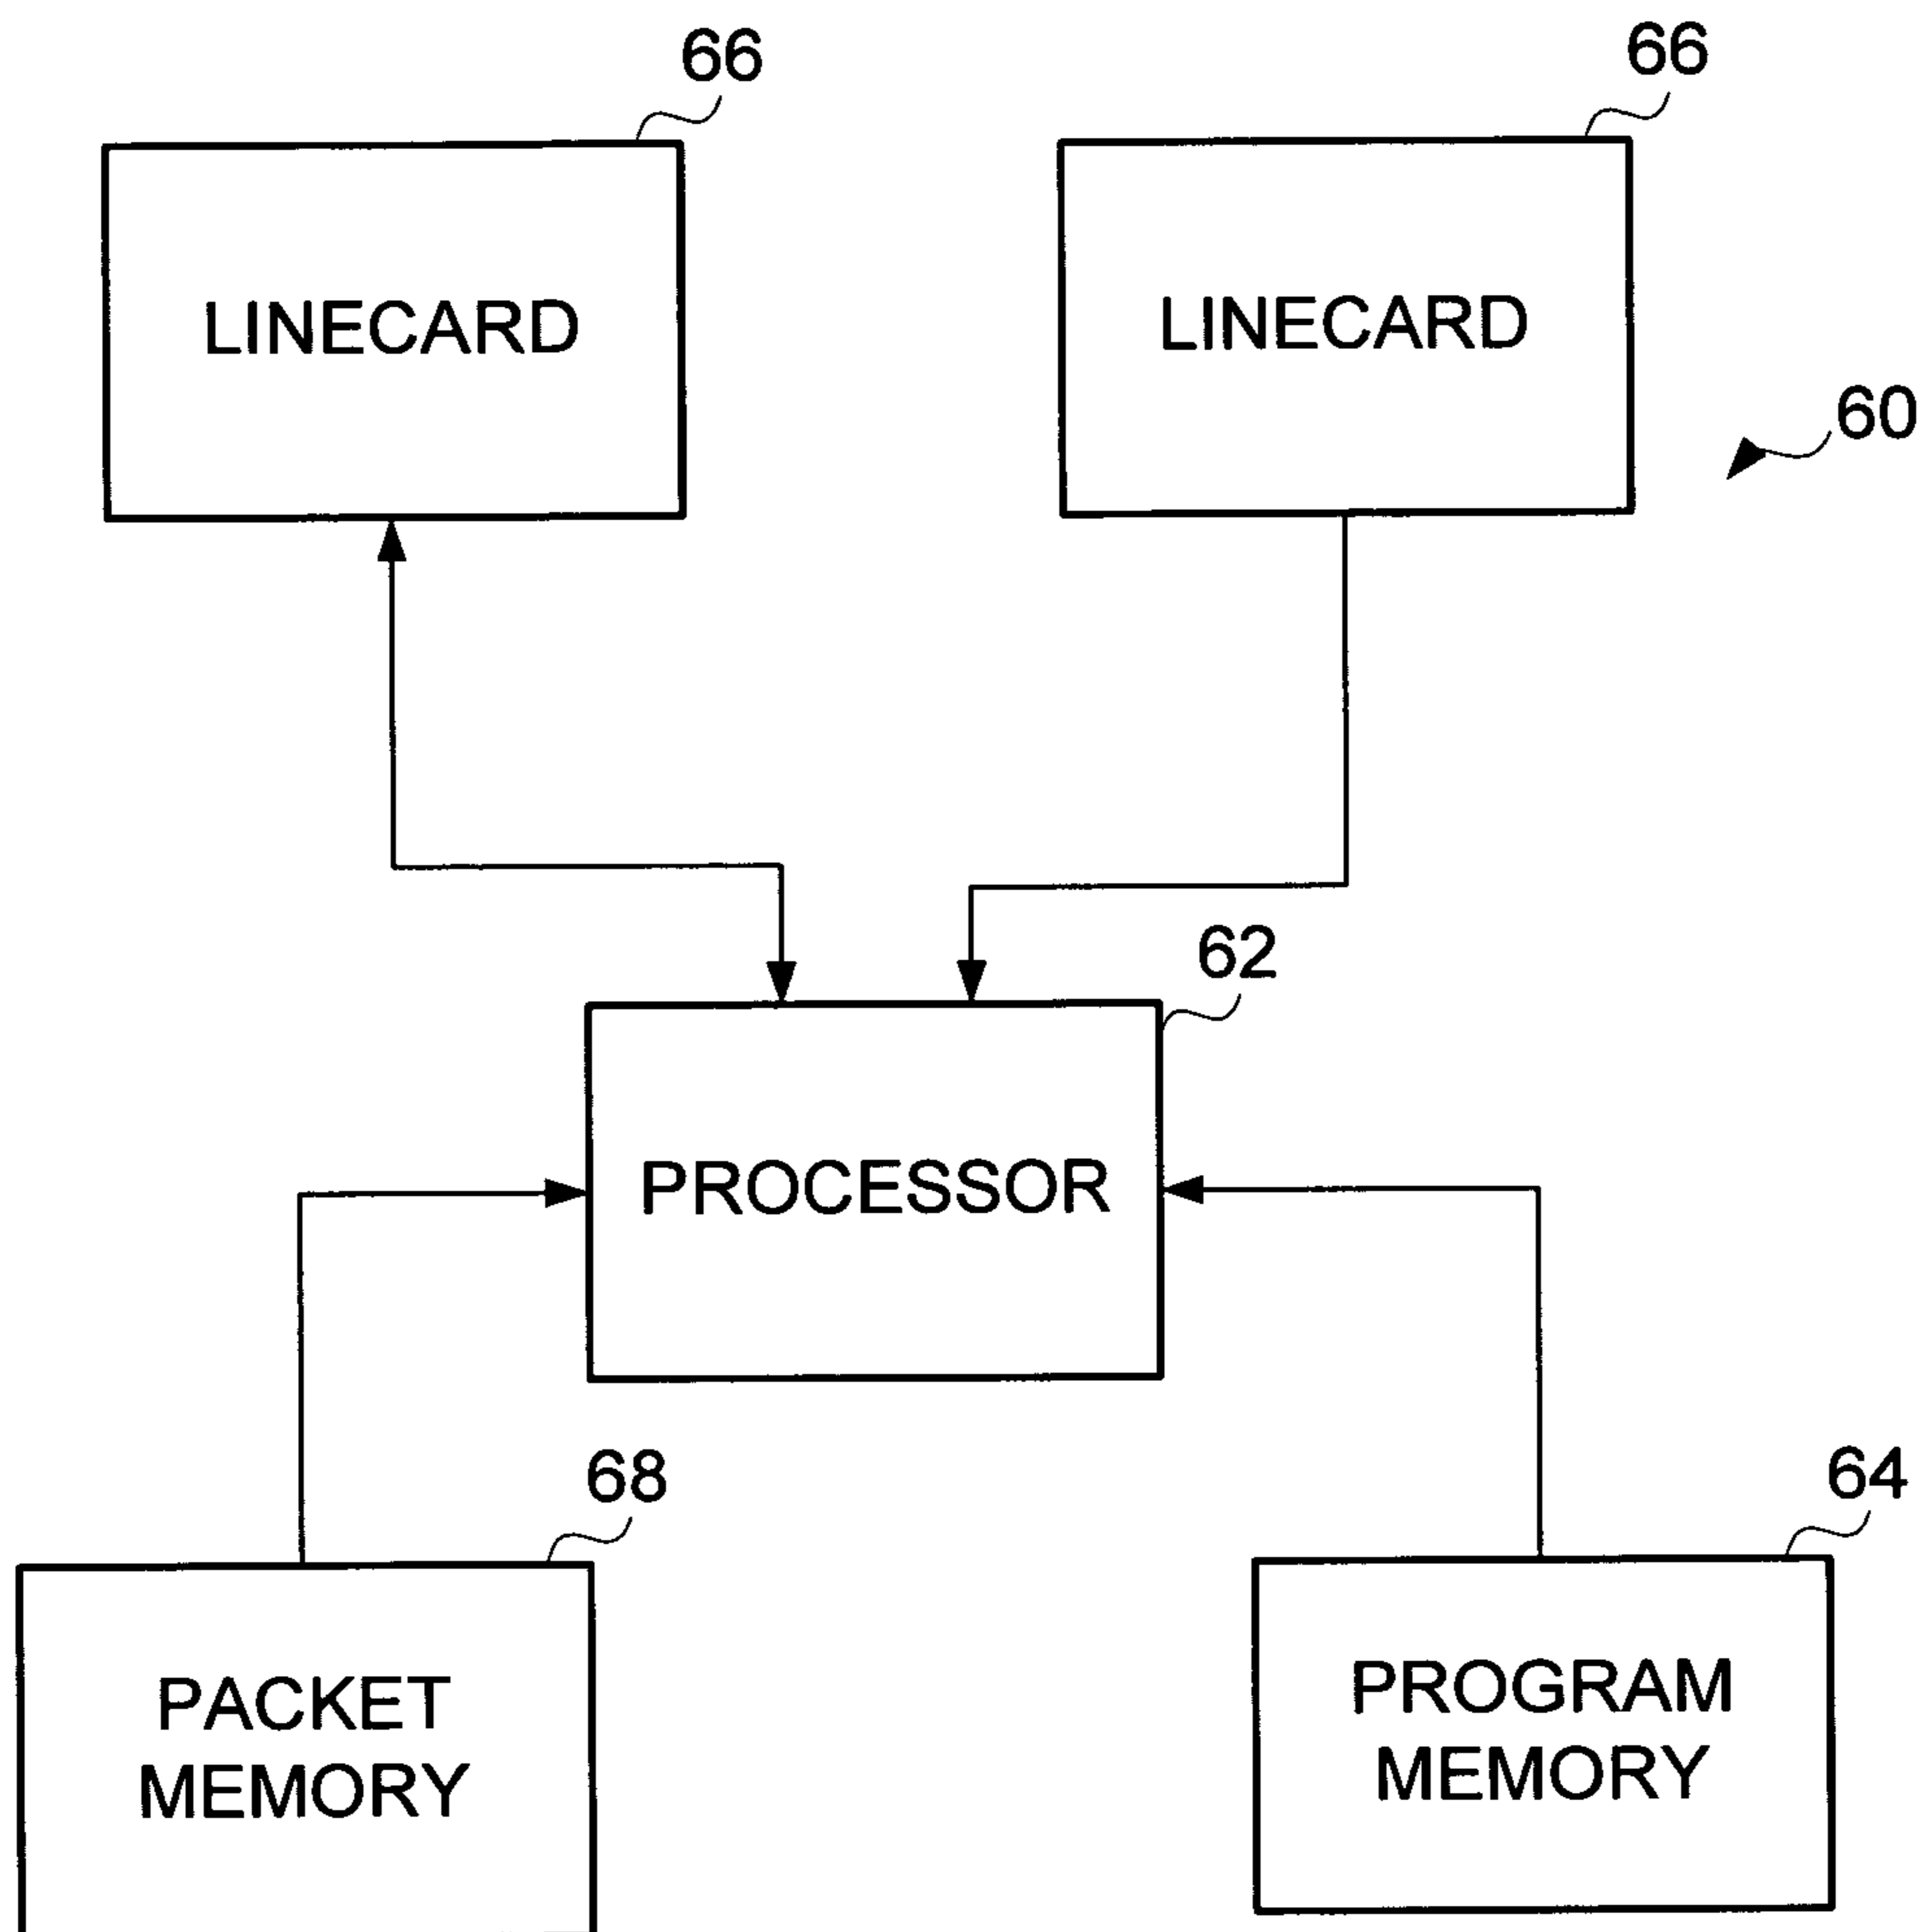 66
66
LINECARD
LINECARD
60
62
PROCESSOR
68
64
PACKET
MEMORY
PROGRAM
MEMORY